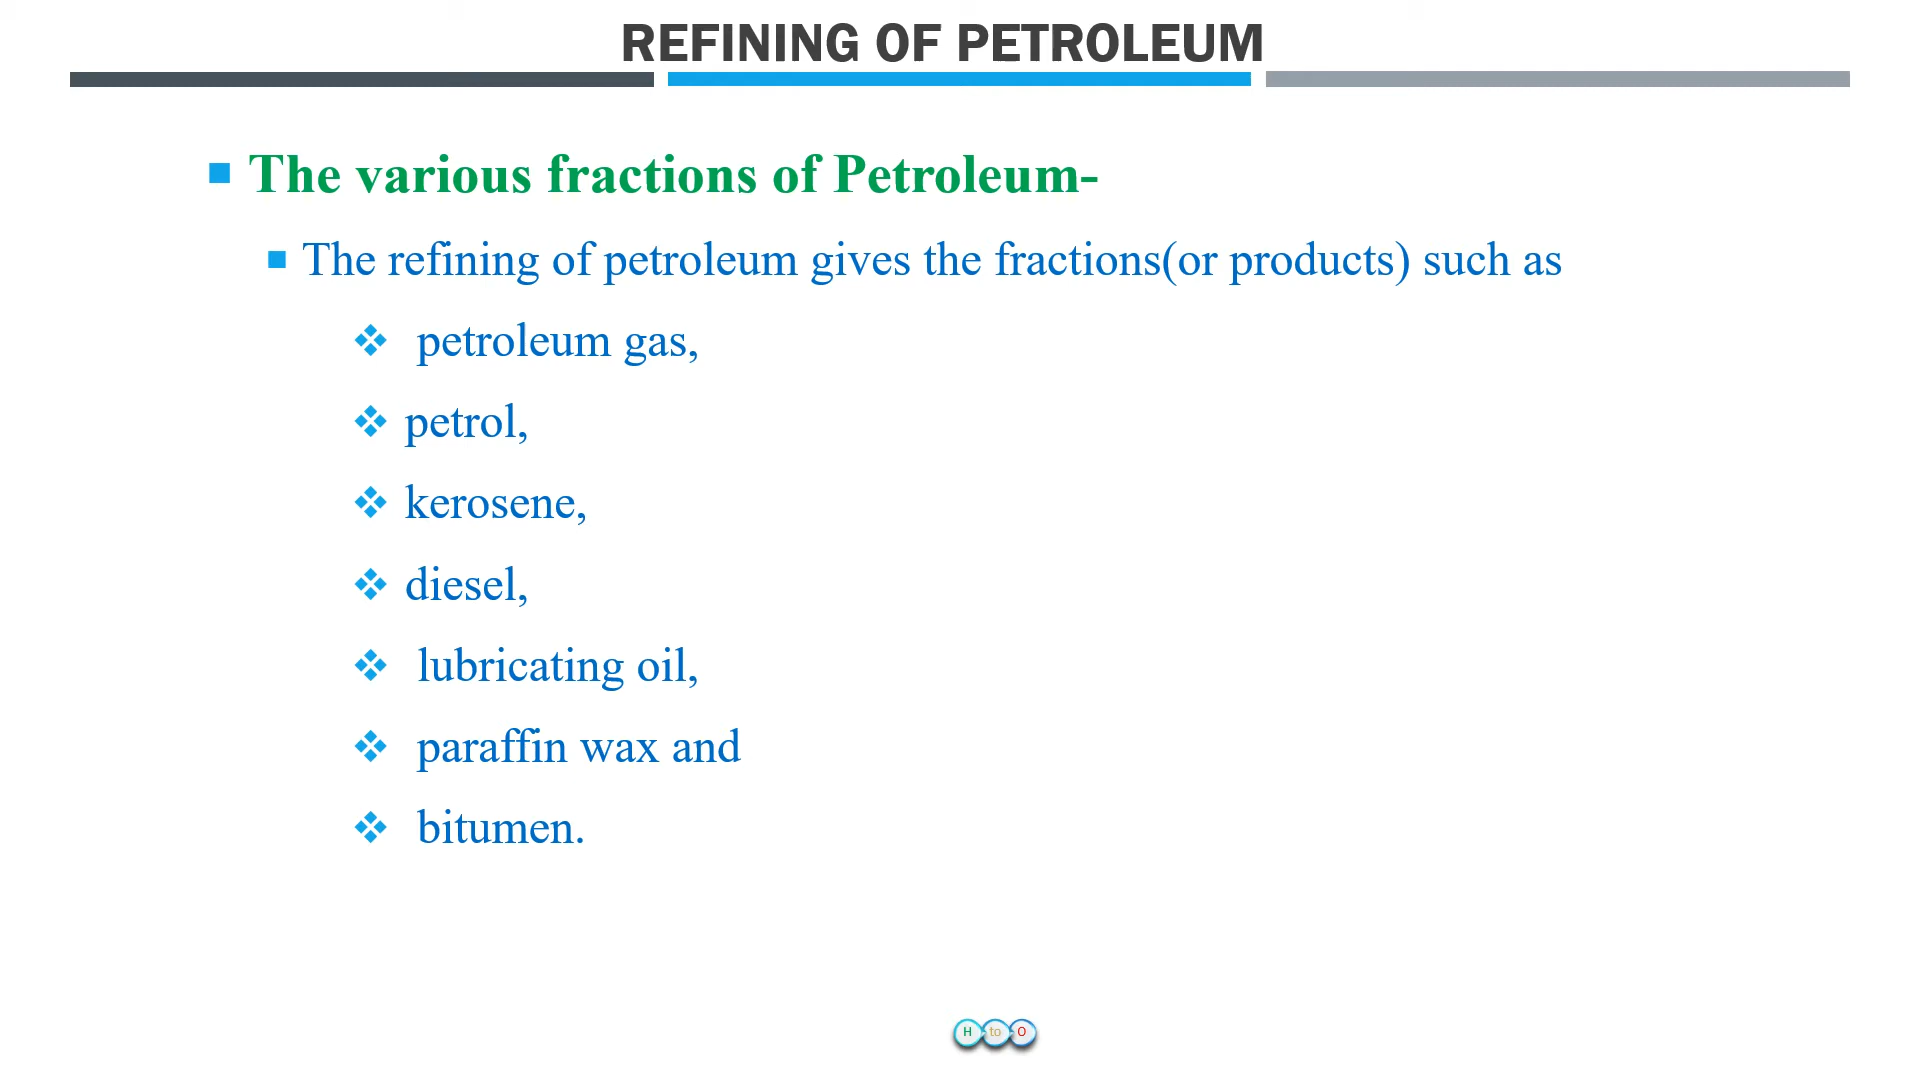 REFINING OF PETROLEUM
The various fractions of Petroleum-
The refining of petroleum gives the fractions(or products) such as
petroleum gas,
petrol,
kerosene,
diesel,
lubricating oil,
paraffin wax and
bitumen.
H to O